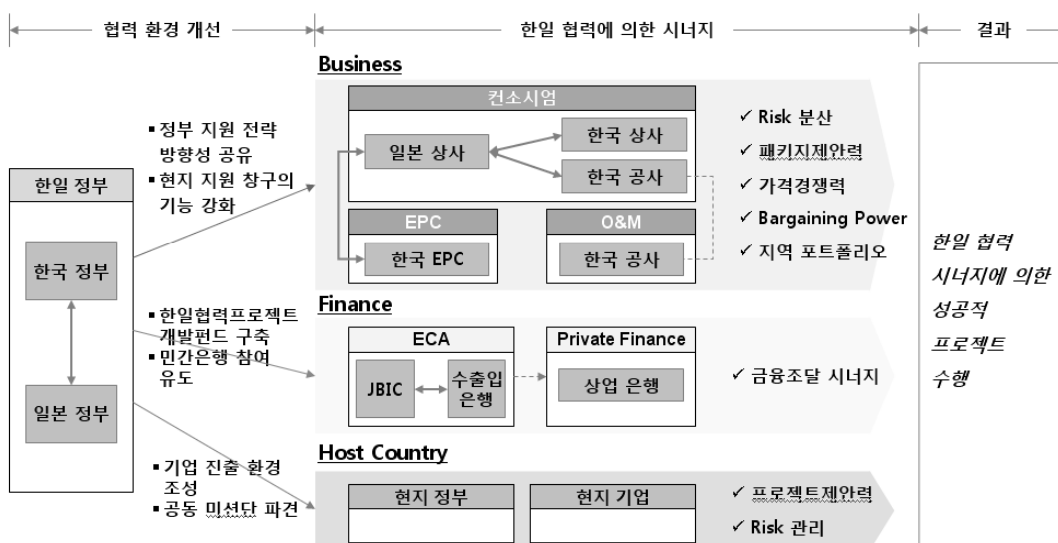 협력 환경 개선
한일 협력에 의한 시너지
결과
한일 정부
한국 정부
일본 정부
▪ 정부 지원 전략
방향성 공유
▪ 현지 지원 창구의
기능 강화
▪ 한일협력프로젝트
개발펀드 구축
▪ 민간은행 참여
유도
▪ 기업 진출 환경
조성
▪ 공동 미션단 파견
Business
컨소시엄
일본 상사
한국 상사
한국 공사
EPC
한국 EPC
O&M
한국 공사
✓ Risk 분산
✓ 패키지제안력
✓ 가격경쟁력
✓ Bargaining Power
✓ 지역 포트폴리오
Finance
ECA
JBIC
수출입
은행
Private Finance
상업 은행
✓ 금융조달 시너지
Host Country
현지 정부
현지 기업
✓ 프로젝트제안력
✓ Risk 관리
한일 협력
시너지에 의한
성공적
프로젝트
수행